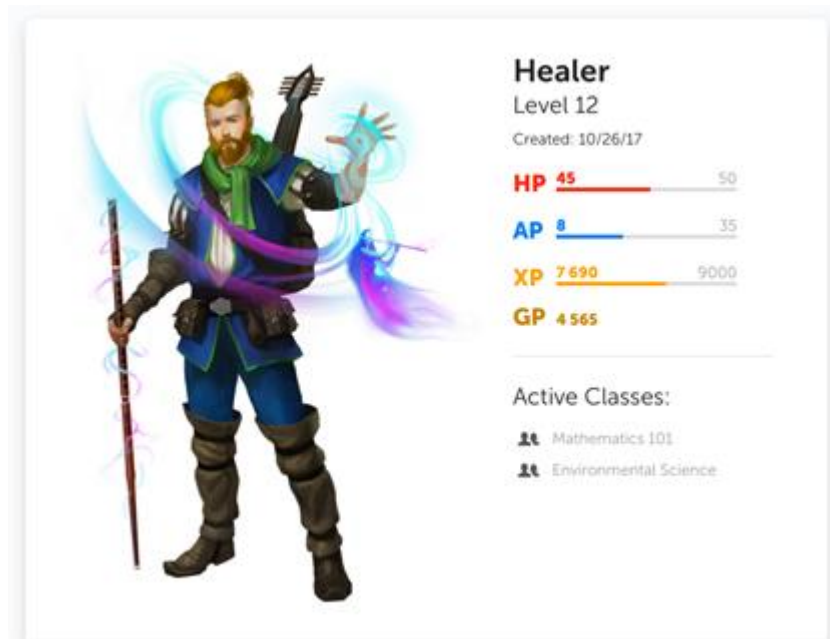 Healer
Level 12
Created: 10/26/17
HP 45 50
AP 8 35
XP 7 690 9000
GP 4 565
Active Classes:
Mathematics 101
Environmental Science